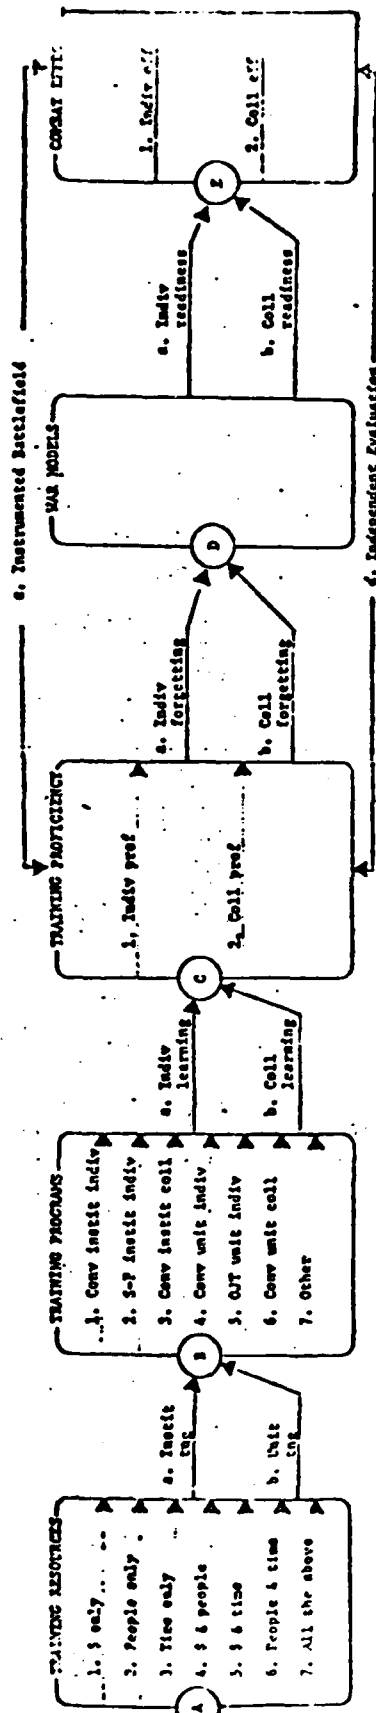 TRAINING RESOURCES
1. $ only
2. People only
3. Time only
4. $ & people
5. $ & time
6. People & time
7. All the above
A
a. Instit
tng
b. Unit
tng
B
TRAINING PROGRAMS
1. Conv instit indiv
2. S-P instit indiv
3. Conv instit coll
4. Conv unit indiv
5. OJT unit indiv
6. Conv unit coll
7. Other
a. Indiv
learning
b. Coll
learning
C
TRAINING PROFICIENCY
1. Indiv prof
2. Coll prof
a. Indiv
forgetting
b. Coll
forgetting
D
WAR MODELS
a. Indiv
readiness
b. Coll
readiness
E
COMBAT EFFTS
1. Indiv eff
2. Coll eff
c. Instrumented Battlefield
d. Independent Evaluation